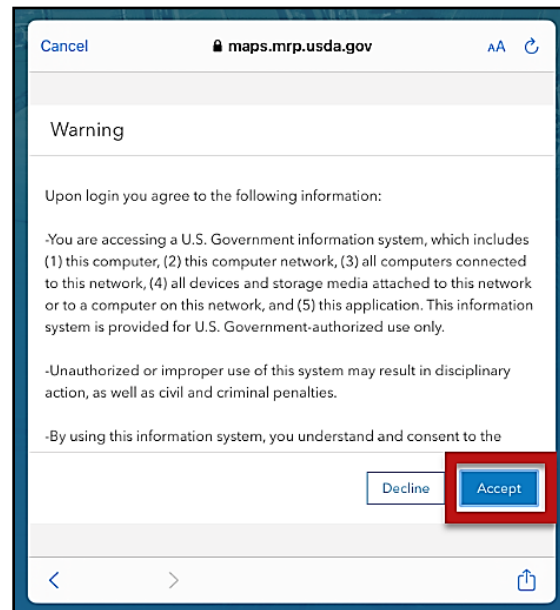 Cancel maps.mrp.usda.gov AA
Warning
Upon login you agree to the following information:
-You are accessing a U.S. Government information system, which includes
(1) this computer, (2) this computer network, (3) all computers connected
to this network, (4) all devices and storage media attached to this network
or to a computer on this network, and (5) this application. This information
system is provided for U.S. Government-authorized use only.
-Unauthorized or improper use of this system may result in disciplinary
action, as well as civil and criminal penalties.
-By using this information system, you understand and consent to the
Decline Accept